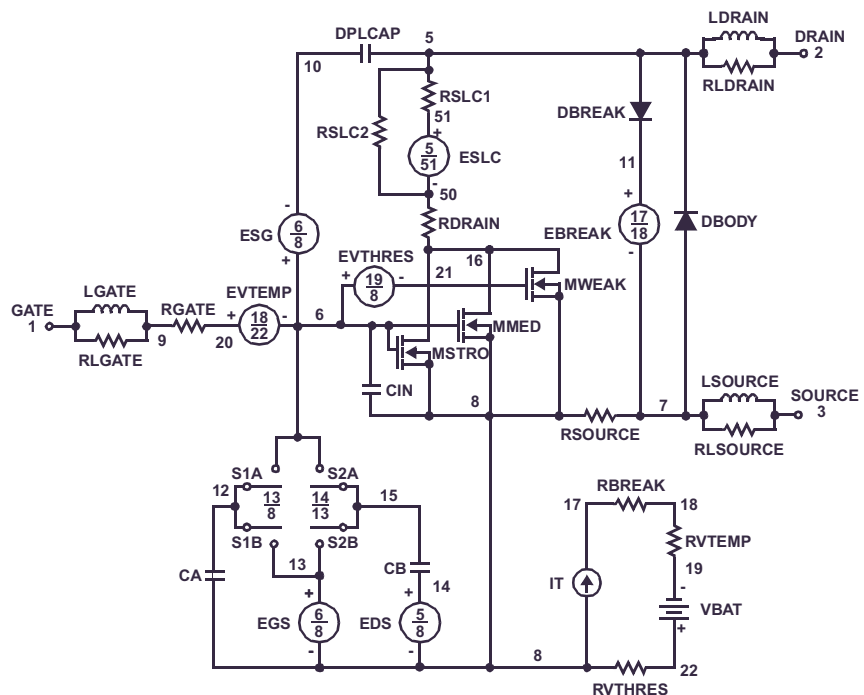 LDRAIN
DPLCAP 5 DRAIN
10 2
RLDRAIN
RSLC1
51
DBREAK
RSLC2
+
5
51
ESLC
-
11
50
-
+
RDRAIN
17
18
DBODY
6
8
ESG
EBREAK
-
+
EVTHRES
16
+ 19
8
- 21
MWEAK
LGATE
EVTEMP
GATE
1
RGATE
+ 18
22
- 6
MMED
9
20
RLGATE
MSTRO
CIN
LSOURCE
SOURCE
8 7
3
RSOURCE
RLSOURCE
S1A S2A
RBREAK
12 13
8
14
13
15
17 18
S1B S2B
RVTEMP
13
CA
CB
19
14
IT
-
+ +
VBAT
EGS 6
8
EDS 5
8
+
- -
8
22
RVTHRES